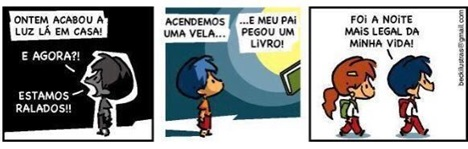 ONTEM ACABOU A
LUZ LÁ EM CASA!
E AGORA?!
ESTAMOS
RALADOS!!
ACENDEMOS
UMA VELA...
...E MEU PAI
PEGOU UM
LIVRO!
FOI A NOITE
MAIS LEGAL DA
MINHA VIDA!
beckilustras@gmail.com